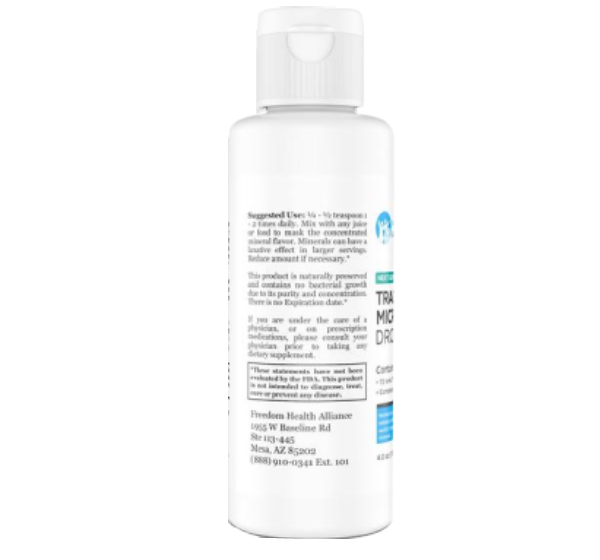 Suggested Use: ¼ - ½ teaspoon 1
- 2 times daily. Mix with any juice
or food to mask the concentrated
mineral flavor. Minerals can have a
laxative effect in larger servings.
Reduce amount if necessary.*
This product is naturally preserved
and contains no bacterial growth
due to its purity and concentration.
There is no Expiration date.*
If you are under the care of a
physician, or on prescription
medications, please consult your
physician prior to taking any
dietary supplement.
*These statements have not been
evaluated by the FDA. This product
is not intended to diagnose, treat,
cure or prevent any disease.
Freedom Health Alliance
1955 W Baseline Rd
Ste 113-445
Mesa, AZ 85202
(888)-910-0341 Ext. 101
TRA
MIC
DRO